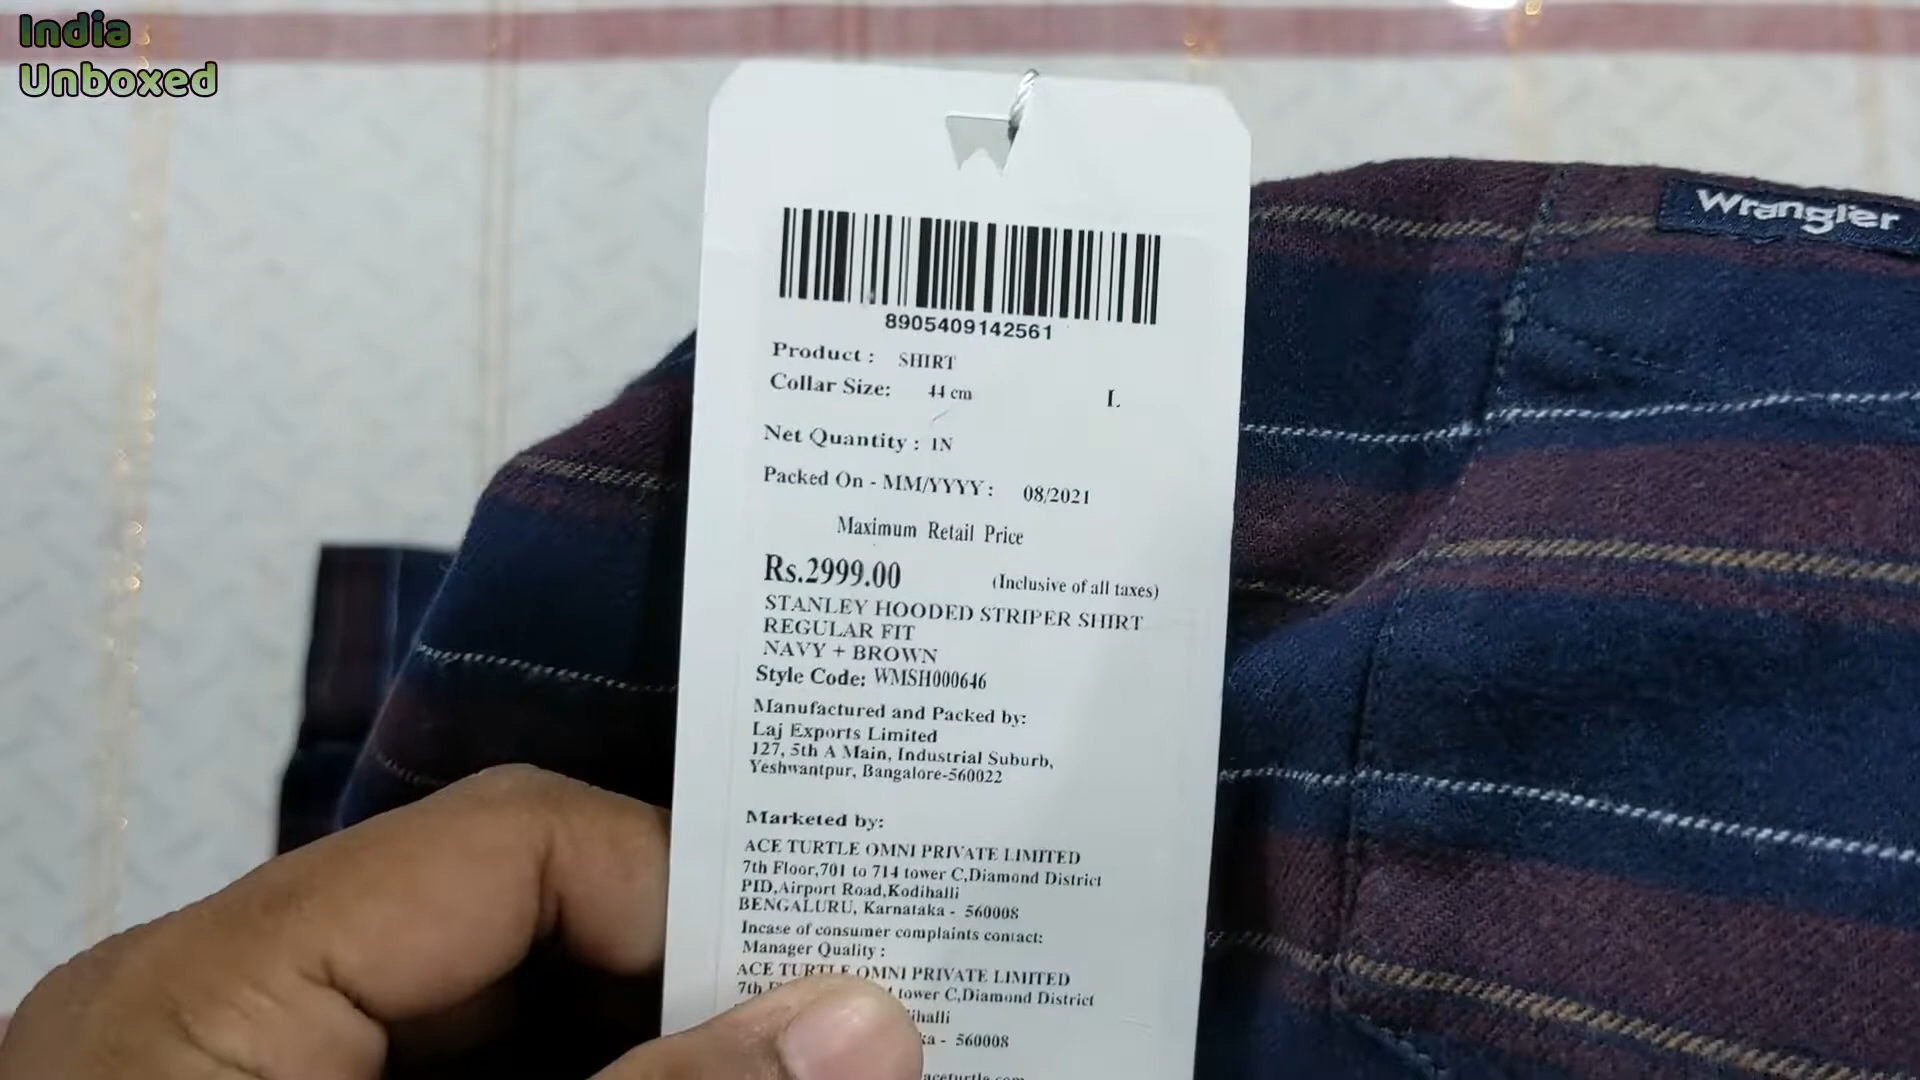 India
Unboxed
Wrangler
8905409142561
Product : SHIRT
Collar Size: 44 cm L
Net Quantity : 1N
Packed On - MM/YYYY : 08/2021
Maximum Retail Price
Rs.2999.00 (Inclusive of all taxes)
STANLEY HOODED STRIPER SHIRT
REGULAR FIT
NAVY + BROWN
Style Code: WMSH000646
Manufactured and Packed by:
Laj Exports Limited
127, 5th A Main, Industrial Suburb,
Yeshwantpur, Bangalore-560022
Marketed by:
ACE TURTLE OMNI PRIVATE LIMITED
7th Floor,701 to 714 tower C,Diamond District
PID,Airport Road,Kodihalli
BENGALURU, Karnataka - 560008
Incase of consumer complaints contact:
Manager Quality :
ACE TURTLE OMNI PRIVATE LIMITED
7th tower C,Diamond District
- 560008